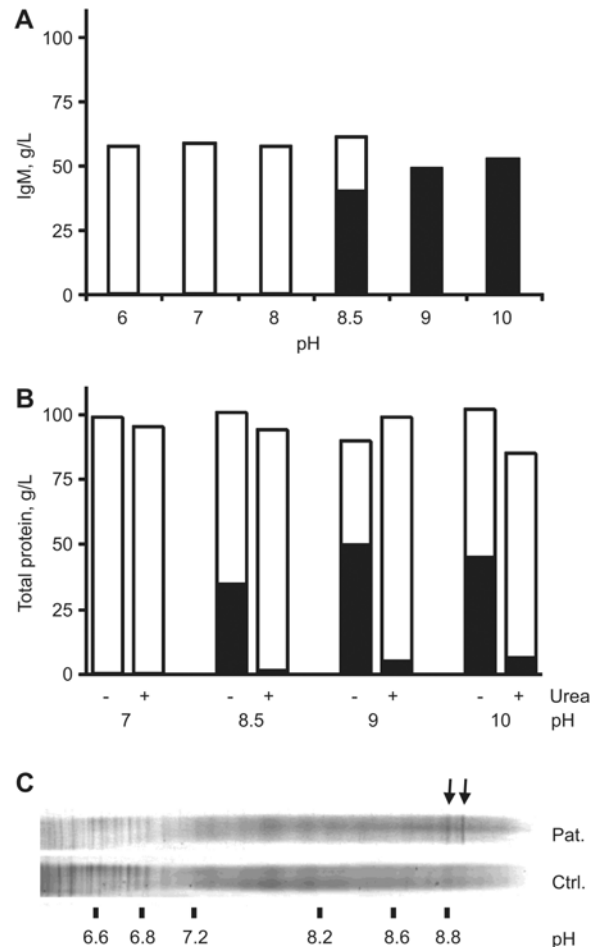 A
100
75
50
25
0
IgM, g/L
6 7 8 8.5 9 10
pH
B
100
75
50
25
0
Total protein, g/L
- + - + - + - + Urea
7 8.5 9 10 pH
C
Pat.
Ctrl.
6.6 6.8 7.2 8.2 8.6 8.8 pH